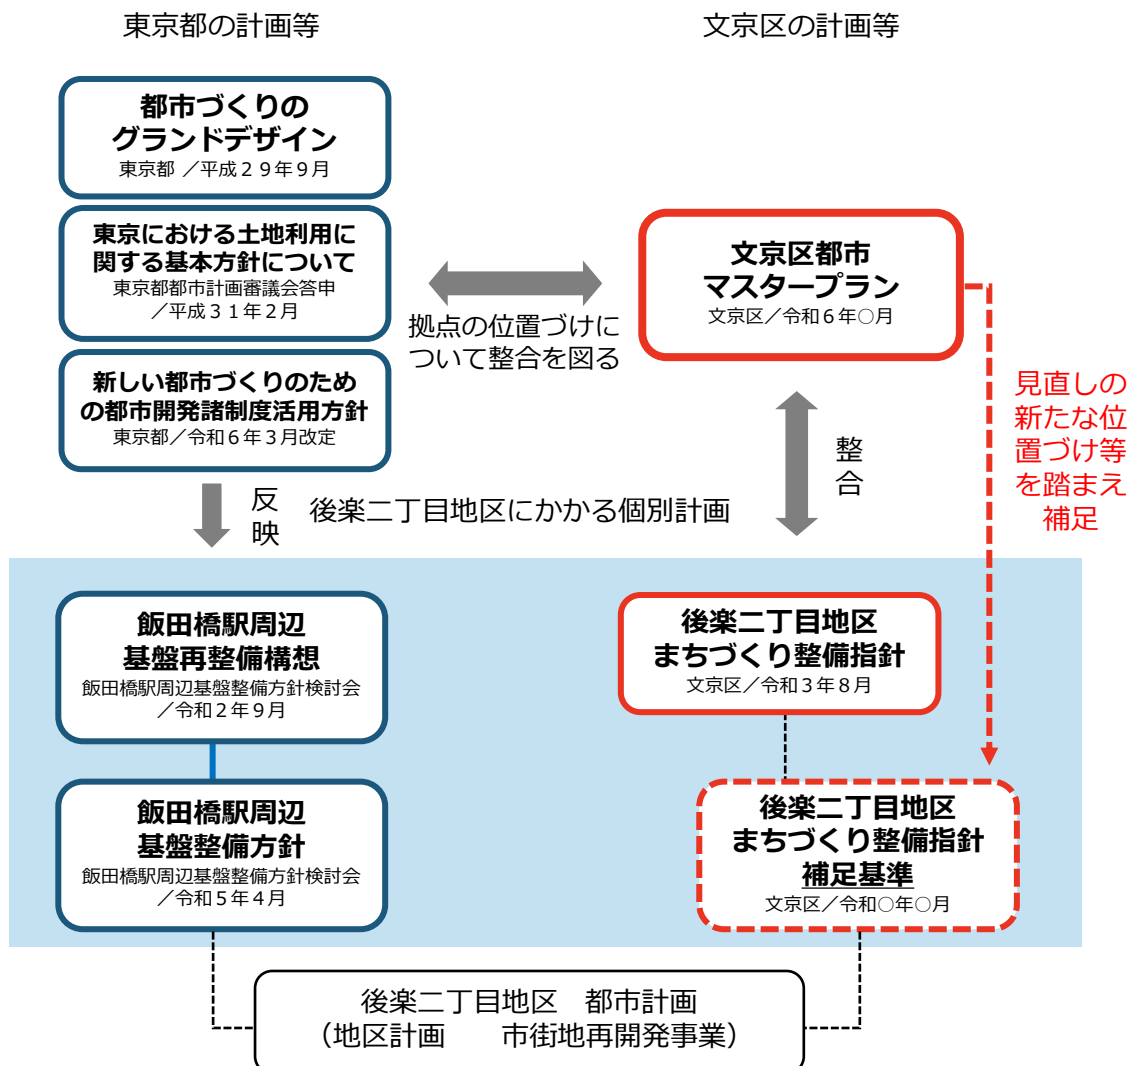 東京都の計画等
文京区の計画等
都市づくりの
グランドデザイン
東京都 ／平成２９年９月
東京における土地利用に
関する基本方針について
東京都都市計画審議会答申
／平成３１年２月
新しい都市づくりのため
の都市開発諸制度活用方針
東京都／令和６年３月改定
拠点の位置づけに
ついて整合を図る
文京区都市
マスタープラン
文京区／令和６年○月
見直しの
新たな位
置づけ等
を踏まえ
補足
整
合
反
映
後楽二丁目地区にかかる個別計画
飯田橋駅周辺
基盤再整備構想
飯田橋駅周辺基盤整備方針検討会
／令和２年９月
後楽二丁目地区
まちづくり整備指針
文京区／令和３年８月
飯田橋駅周辺
基盤整備方針
飯田橋駅周辺基盤整備方針検討会
／令和５年４月
後楽二丁目地区
まちづくり整備指針
補足基準
文京区／令和○年○月
後楽二丁目地区　都市計画
（地区計画　　市街地再開発事業）